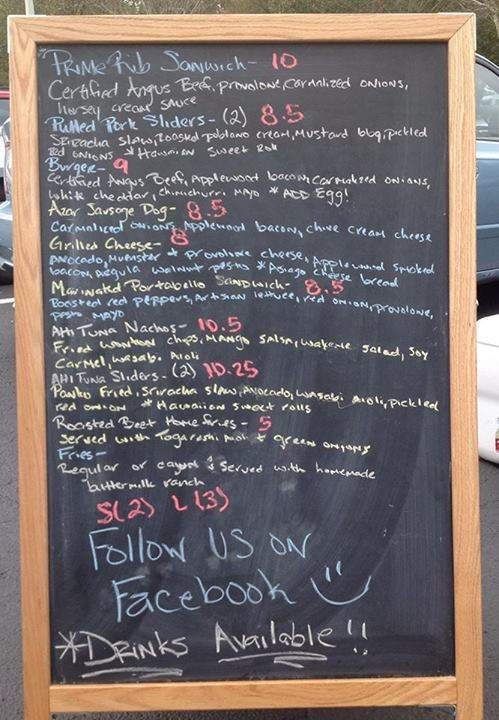 Prime Rib Sanwich - 10
Certified Angus Beef, provolone, carmalized onions,
hursey cream sauce
Pulled Pork Sliders - (2) 8.5
Sriracha slaw, Roasted poblano cream, Mustard bbq, pickled
Red onions * Hawaiian Sweet Roll
Burger - 9
Certified Angus Beef, Applewood bacon, carmalized onions,
white cheddar, chimichurri mayo * ADD Egg!
Azar Sausage Dog - 8.5
Carmalized onions, Applewood bacon, chive cream cheese
Grilled Cheese - 8
Avocado, Muenster + provolone cheese, Applewood smoked
bacon, arugula walnut pesto * Asiago cheese bread
Marinated Portabello Sandwich - 8.5
Roasted red peppers, Artisan lettuce, red onion, provolone,
pesto mayo
AHI Tuna Nachos - 10.5
Fried wonton chips, Mango salsa, wakame salad, soy
Carmel, wasabi Aioli
AHI Tuna Sliders - (2) 10.25
Panko Fried, Sriracha slaw, Avocado, wasabi Aioli, pickled
red onion * Hawaiian sweet rolls
Roasted Beet Home fries - 5
served with Togarashi + green onions
Fries -
Regular or cajun & served with homemade
buttermilk ranch
S(2) L(3)
Follow US ON
Facebook
*Drinks Available!!